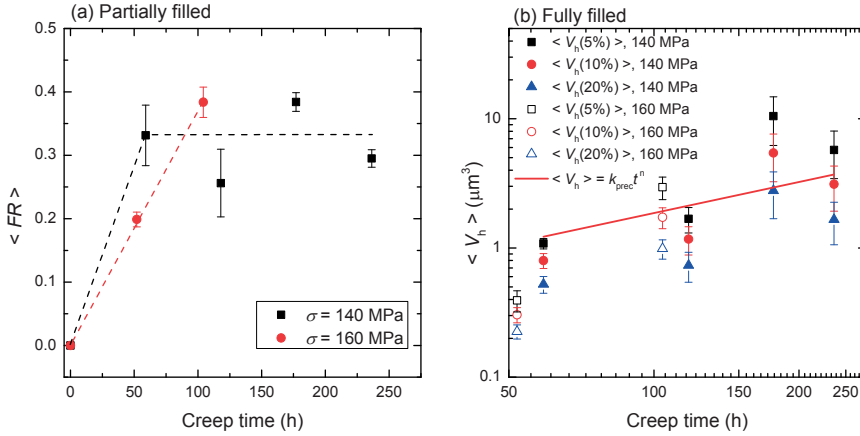 (a) Partially filled
0.5
0.4
0.3
0.2
0.1
0.0
< FR >
0
50
100
150
200
250
Creep time (h)
σ = 140 MPa
σ = 160 MPa
(b) Fully filled
< Vh(5%) >, 140 MPa
< Vh(10%) >, 140 MPa
< Vh(20%) >, 140 MPa
< Vh(5%) >, 160 MPa
< Vh(10%) >, 160 MPa
< Vh(20%) >, 160 MPa
< Vh > = kprec tn
10
1
0.1
< Vh > (μm3)
50
100
150
200
250
Creep time (h)